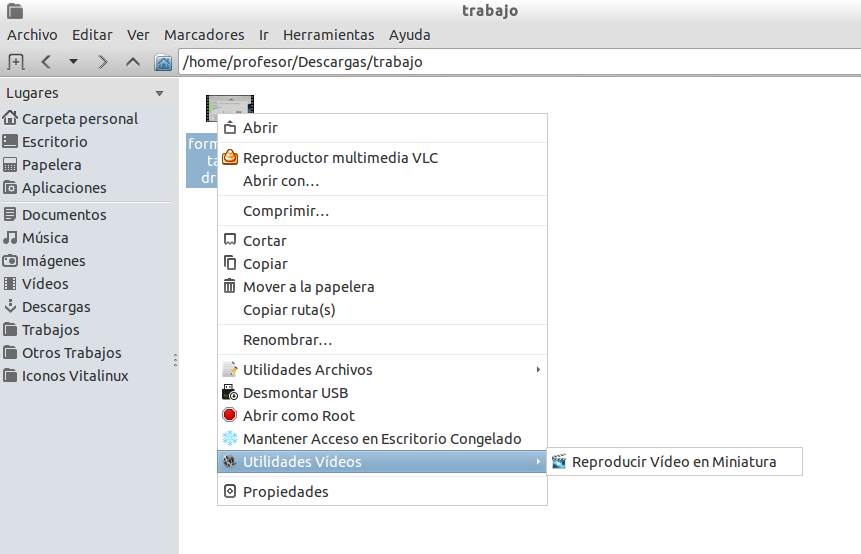 trabajo
Archivo Editar Ver Marcadores Ir Herramientas Ayuda
/home/profesor/Descargas/trabajo
Lugares
Carpeta personal
Escritorio
Papelera
Aplicaciones
Documentos
Música
Imágenes
Vídeos
Descargas
Trabajos
Otros Trabajos
Iconos Vitalinux
Abrir
Reproductor multimedia VLC
Abrir con...
Comprimir...
Cortar
Copiar
Mover a la papelera
Copiar ruta(s)
Renombrar...
Utilidades Archivos
Desmontar USB
Abrir como Root
Mantener Acceso en Escritorio Congelado
Utilidades Vídeos
Reproducir Vídeo en Miniatura
Propiedades